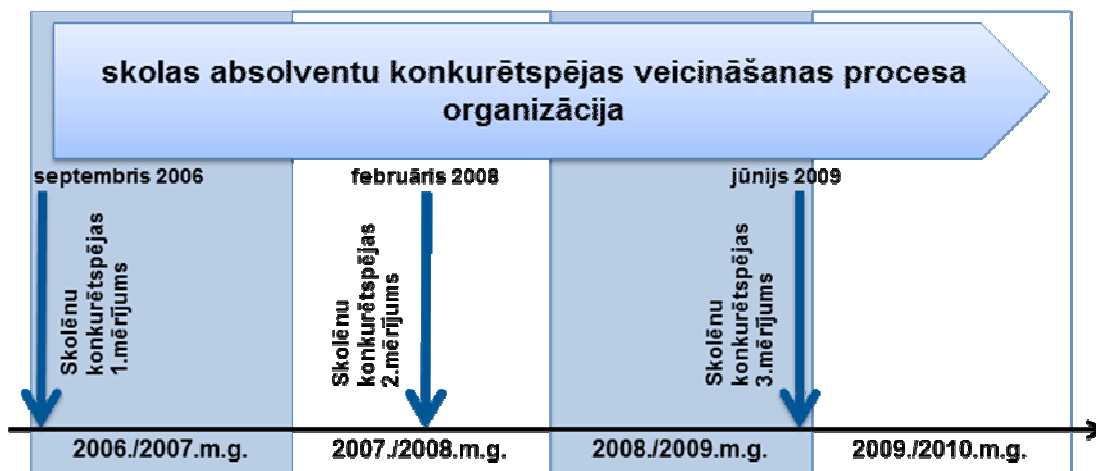 skolas absolventu konkurētspējas veicināšanas procesa
organizācija
septembris 2006
februāris 2008
jūnijs 2009
Skolēnu
konkurētspējas
1.mērījums
Skolēnu
konkurētspējas
2.mērījums
Skolēnu
konkurētspējas
3.mērījums
2006./2007.m.g.
2007./2008.m.g.
2008./2009.m.g.
2009./2010.m.g.